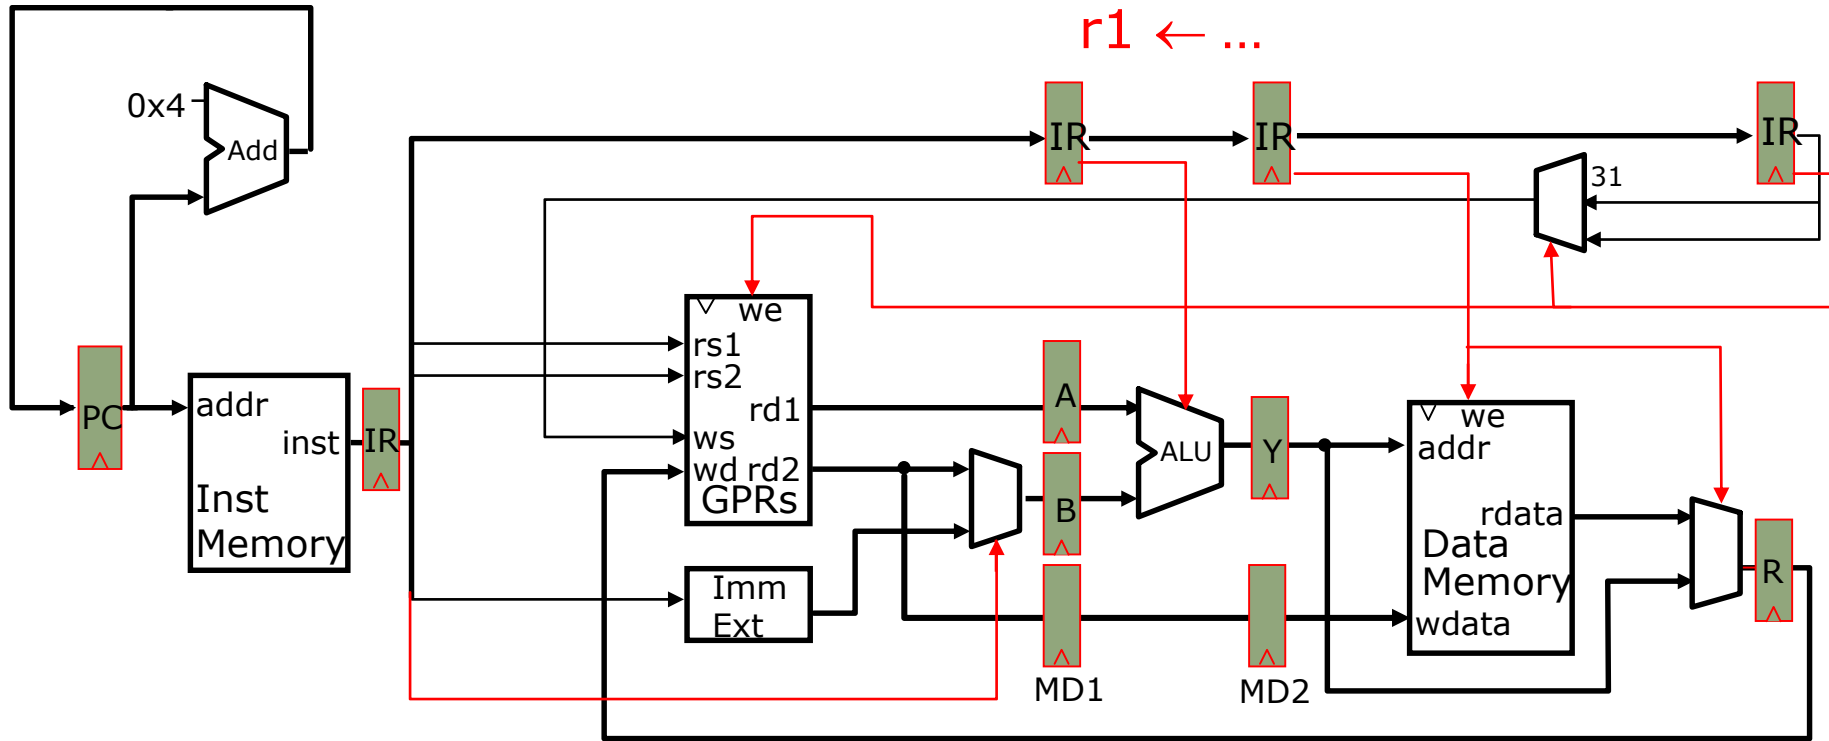 r1 ← ...
0x4
Add
IR
IR
IR
31
we
rs1
rs2
rd1
ws
wd rd2
GPRs
PC
addr
inst
Inst
Memory
IR
A
B
ALU
Y
we
addr
rdata
Data
Memory
wdata
R
Imm
Ext
MD1
MD2